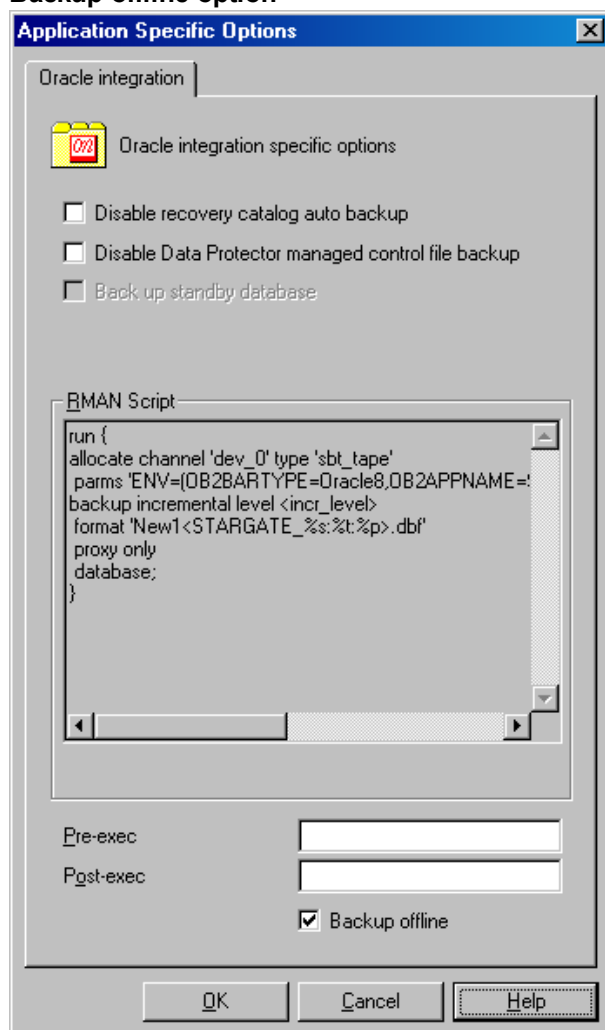 Backup offline option
Application Specific Options
Oracle integration
Oracle integration specific options
Disable recovery catalog auto backup
Disable Data Protector managed control file backup
Back up standby database
RMAN Script
run {
allocate channel 'dev_0' type 'sbt_tape'
parms 'ENV=(OB2BARTYPE=Oracle8,OB2APPNAME=
backup incremental level <incr_level>
format 'New1<STARGATE_%s:%t:%p>.dbf'
proxy only
database;
}
Pre-exec
Post-exec
Backup offline
OK
Cancel
Help